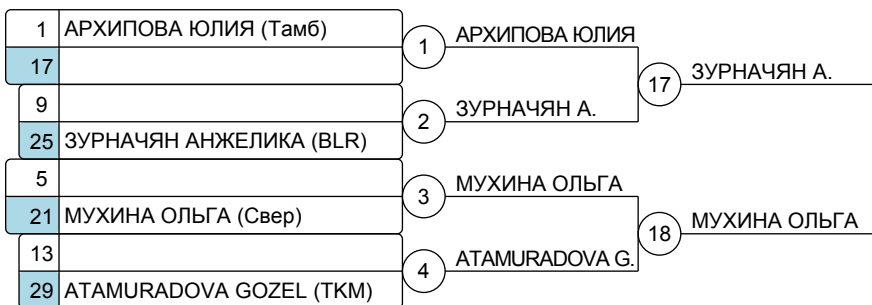 1 АРХИПОВА ЮЛИЯ (Тамб)
1 АРХИПОВА ЮЛИЯ
17
17 ЗУРНАЧЯН А.
9
2 ЗУРНАЧЯН А.
25 ЗУРНАЧЯН АНЖЕЛИКА (BLR)
5
3 МУХИНА ОЛЬГА
21 МУХИНА ОЛЬГА (Свер)
18 МУХИНА ОЛЬГА
13
4 ATAMURADOVA G.
29 ATAMURADOVA GOZEL (TKM)